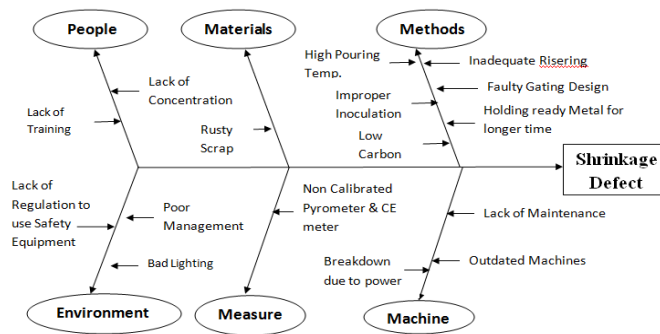 People
Materials
Methods
High Pouring
Temp.
Inadequate Risering
Lack of
Concentration
Faulty Gating Design
Improper
Inoculation
Holding ready Metal for
longer time
Lack of
Training
Rusty
Scrap
Low
Carbon
Shrinkage
Defect
Lack of
Regulation to
use Safety
Equipment
Poor
Management
Non Calibrated
Pyrometer & CE
meter
Lack of Maintenance
Bad Lighting
Breakdown
due to power
Outdated Machines
Environment
Measure
Machine